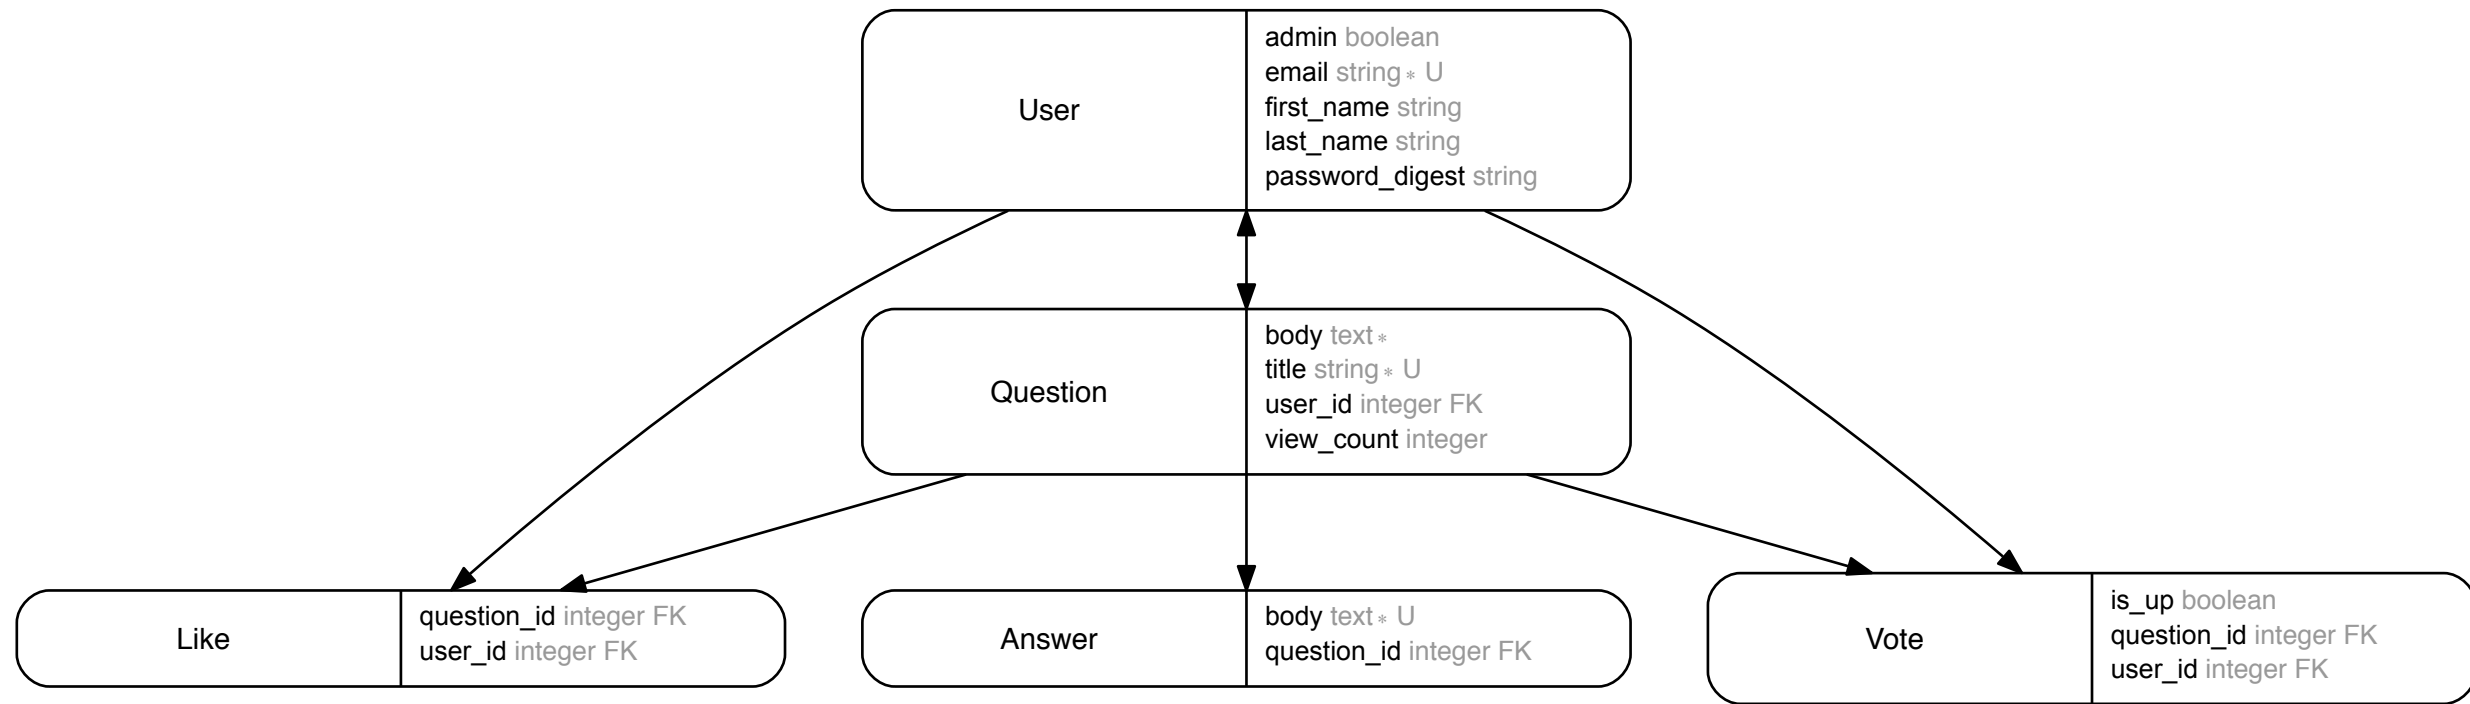 User
admin boolean
email string∗ U
first_name string
last_name string
password_digest string
Question
body text∗
title string∗ U
user_id integer FK
view_count integer
Like
question_id integer FK
user_id integer FK
Answer
body text∗ U
question_id integer FK
Vote
is_up boolean
question_id integer FK
user_id integer FK